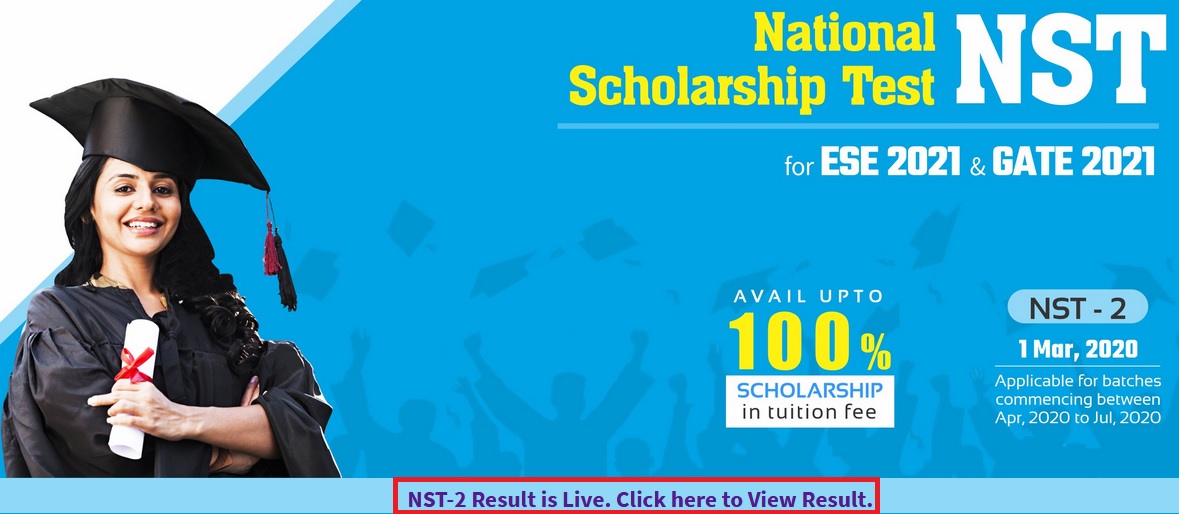 National
Scholarship Test
NST
for ESE 2021 & GATE 2021
AVAIL UPTO
100%
SCHOLARSHIP
in tuition fee
NST - 2
1 Mar, 2020
Applicable for batches
commencing between
Apr, 2020 to Jul, 2020
NST-2 Result is Live. Click here to View Result.